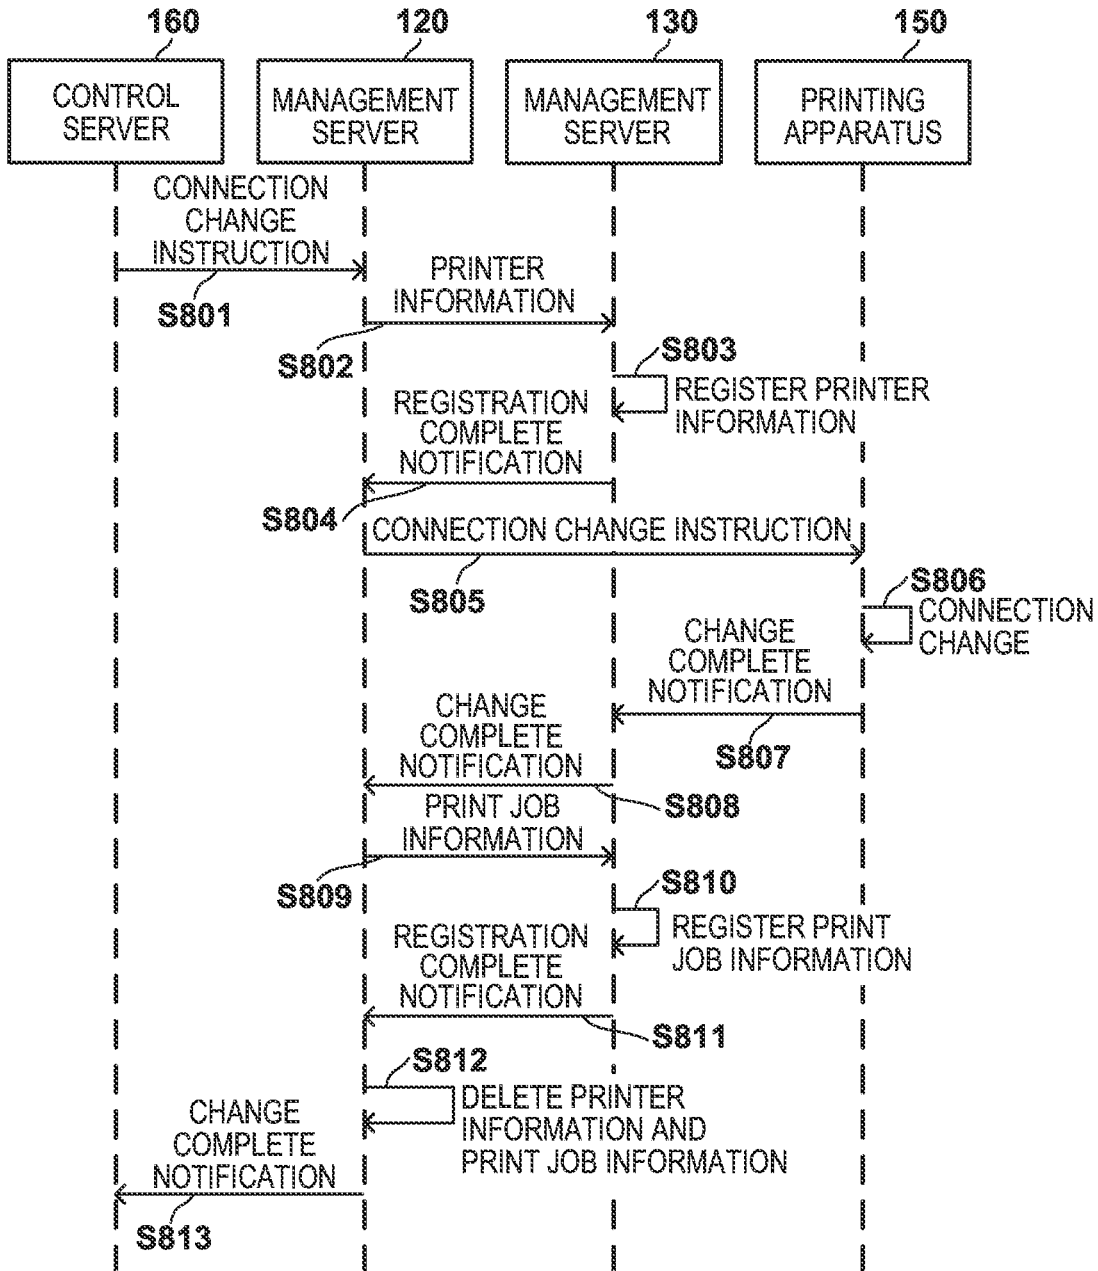 160
120
130
150
CONTROL
SERVER
MANAGEMENT
SERVER
MANAGEMENT
SERVER
PRINTING
APPARATUS
CONNECTION
CHANGE
INSTRUCTION
S801
PRINTER
INFORMATION
S802
S803
REGISTER PRINTER
INFORMATION
REGISTRATION
COMPLETE
NOTIFICATION
S804
CONNECTION CHANGE INSTRUCTION
S805
S806
CONNECTION
CHANGE
CHANGE
COMPLETE
NOTIFICATION
S807
CHANGE
COMPLETE
NOTIFICATION
S808
PRINT JOB
INFORMATION
S809
S810
REGISTER PRINT
JOB INFORMATION
REGISTRATION
COMPLETE
NOTIFICATION
S811
S812
DELETE PRINTER
INFORMATION AND
PRINT JOB INFORMATION
CHANGE
COMPLETE
NOTIFICATION
S813